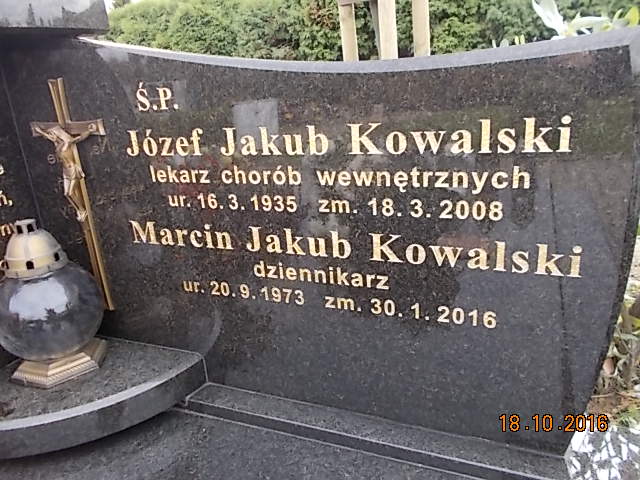 Ś.P.
Józef Jakub Kowalski
lekarz chorób wewnętrznych
ur. 16.3.1935 zm. 18.3.2008
Marcin Jakub Kowalski
dziennikarz
ur. 20.9.1973 zm. 30.1.2016
18.10.2016